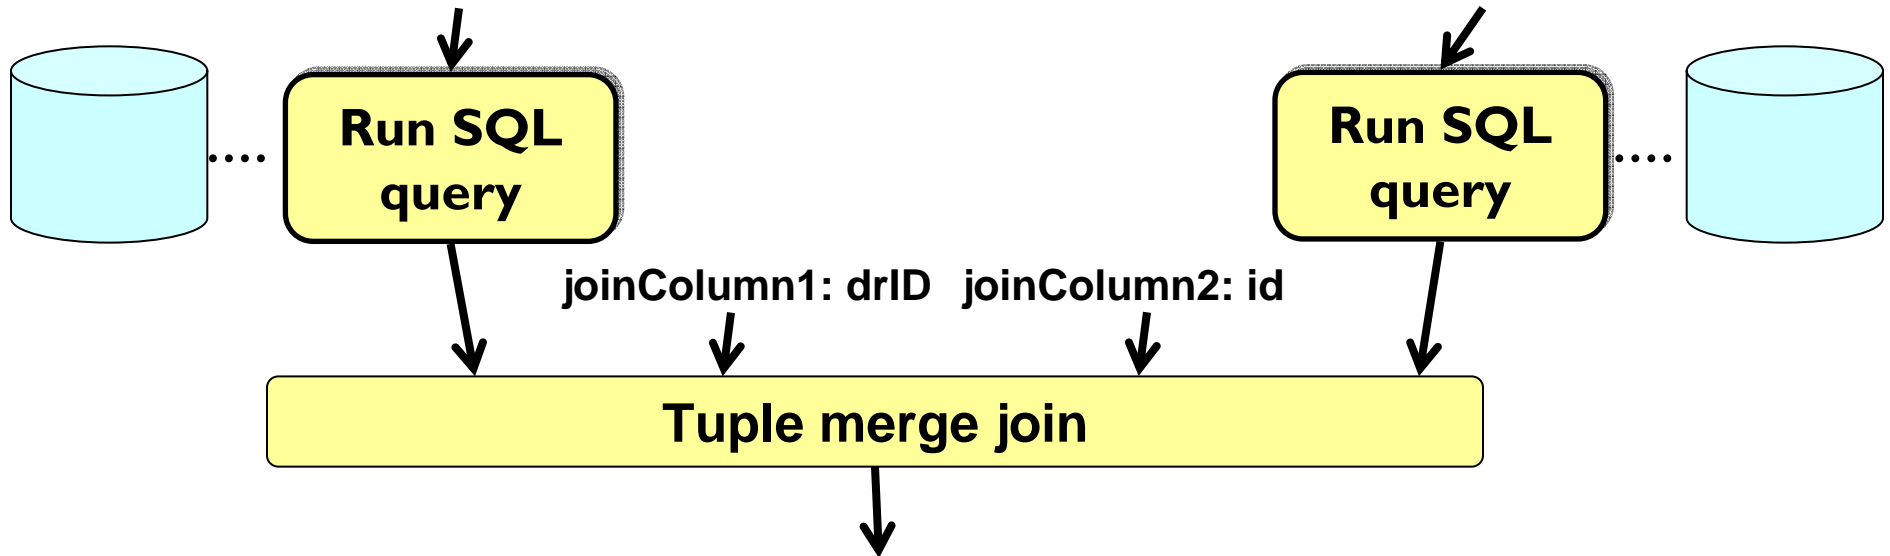 Run SQL
query
Run SQL
query
joinColumn1: drID joinColumn2: id
Tuple merge join